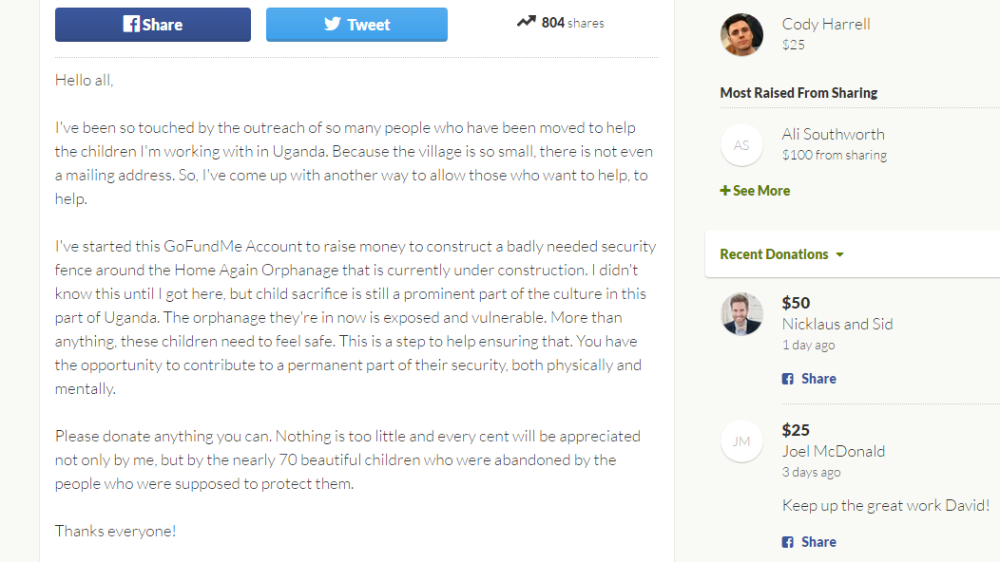 Share
Tweet
804 shares
Hello all,
I've been so touched by the outreach of so many people who have been moved to help
the children I'm working with in Uganda. Because the village is so small, there is not even
a mailing address. So, I've come up with another way to allow those who want to help, to
help.
I've started this GoFundMe Account to raise money to construct a badly needed security
fence around the Home Again Orphanage that is currently under construction. I didn't
know this until I got here, but child sacrifice is still a prominent part of the culture in this
part of Uganda. The orphanage they're in now is exposed and vulnerable. More than
anything, these children need to feel safe. This is a step to help ensuring that. You have
the opportunity to contribute to a permanent part of their security, both physically and
mentally.
Please donate anything you can. Nothing is too little and every cent will be appreciated
not only by me, but by the nearly 70 beautiful children who were abandoned by the
people who were supposed to protect them.
Thanks everyone!
Cody Harrell
$25
Most Raised From Sharing
AS
Ali Southworth
$100 from sharing
+ See More
Recent Donations
$50
Nicklaus and Sid
1 day ago
Share
JM
$25
Joel McDonald
3 days ago
Keep up the great work David!
Share